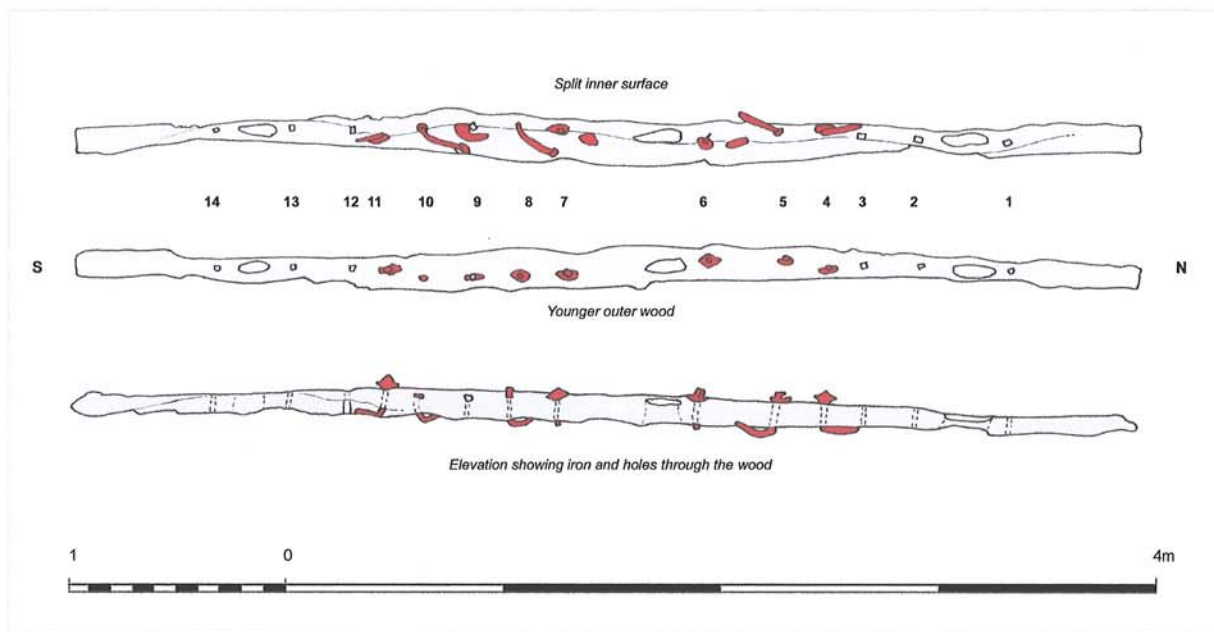 Split inner surface
14 13 12 11 10 9 8 7 6 5 4 3 2 1
S N
Younger outer wood
Elevation showing iron and holes through the wood
1 0 4m